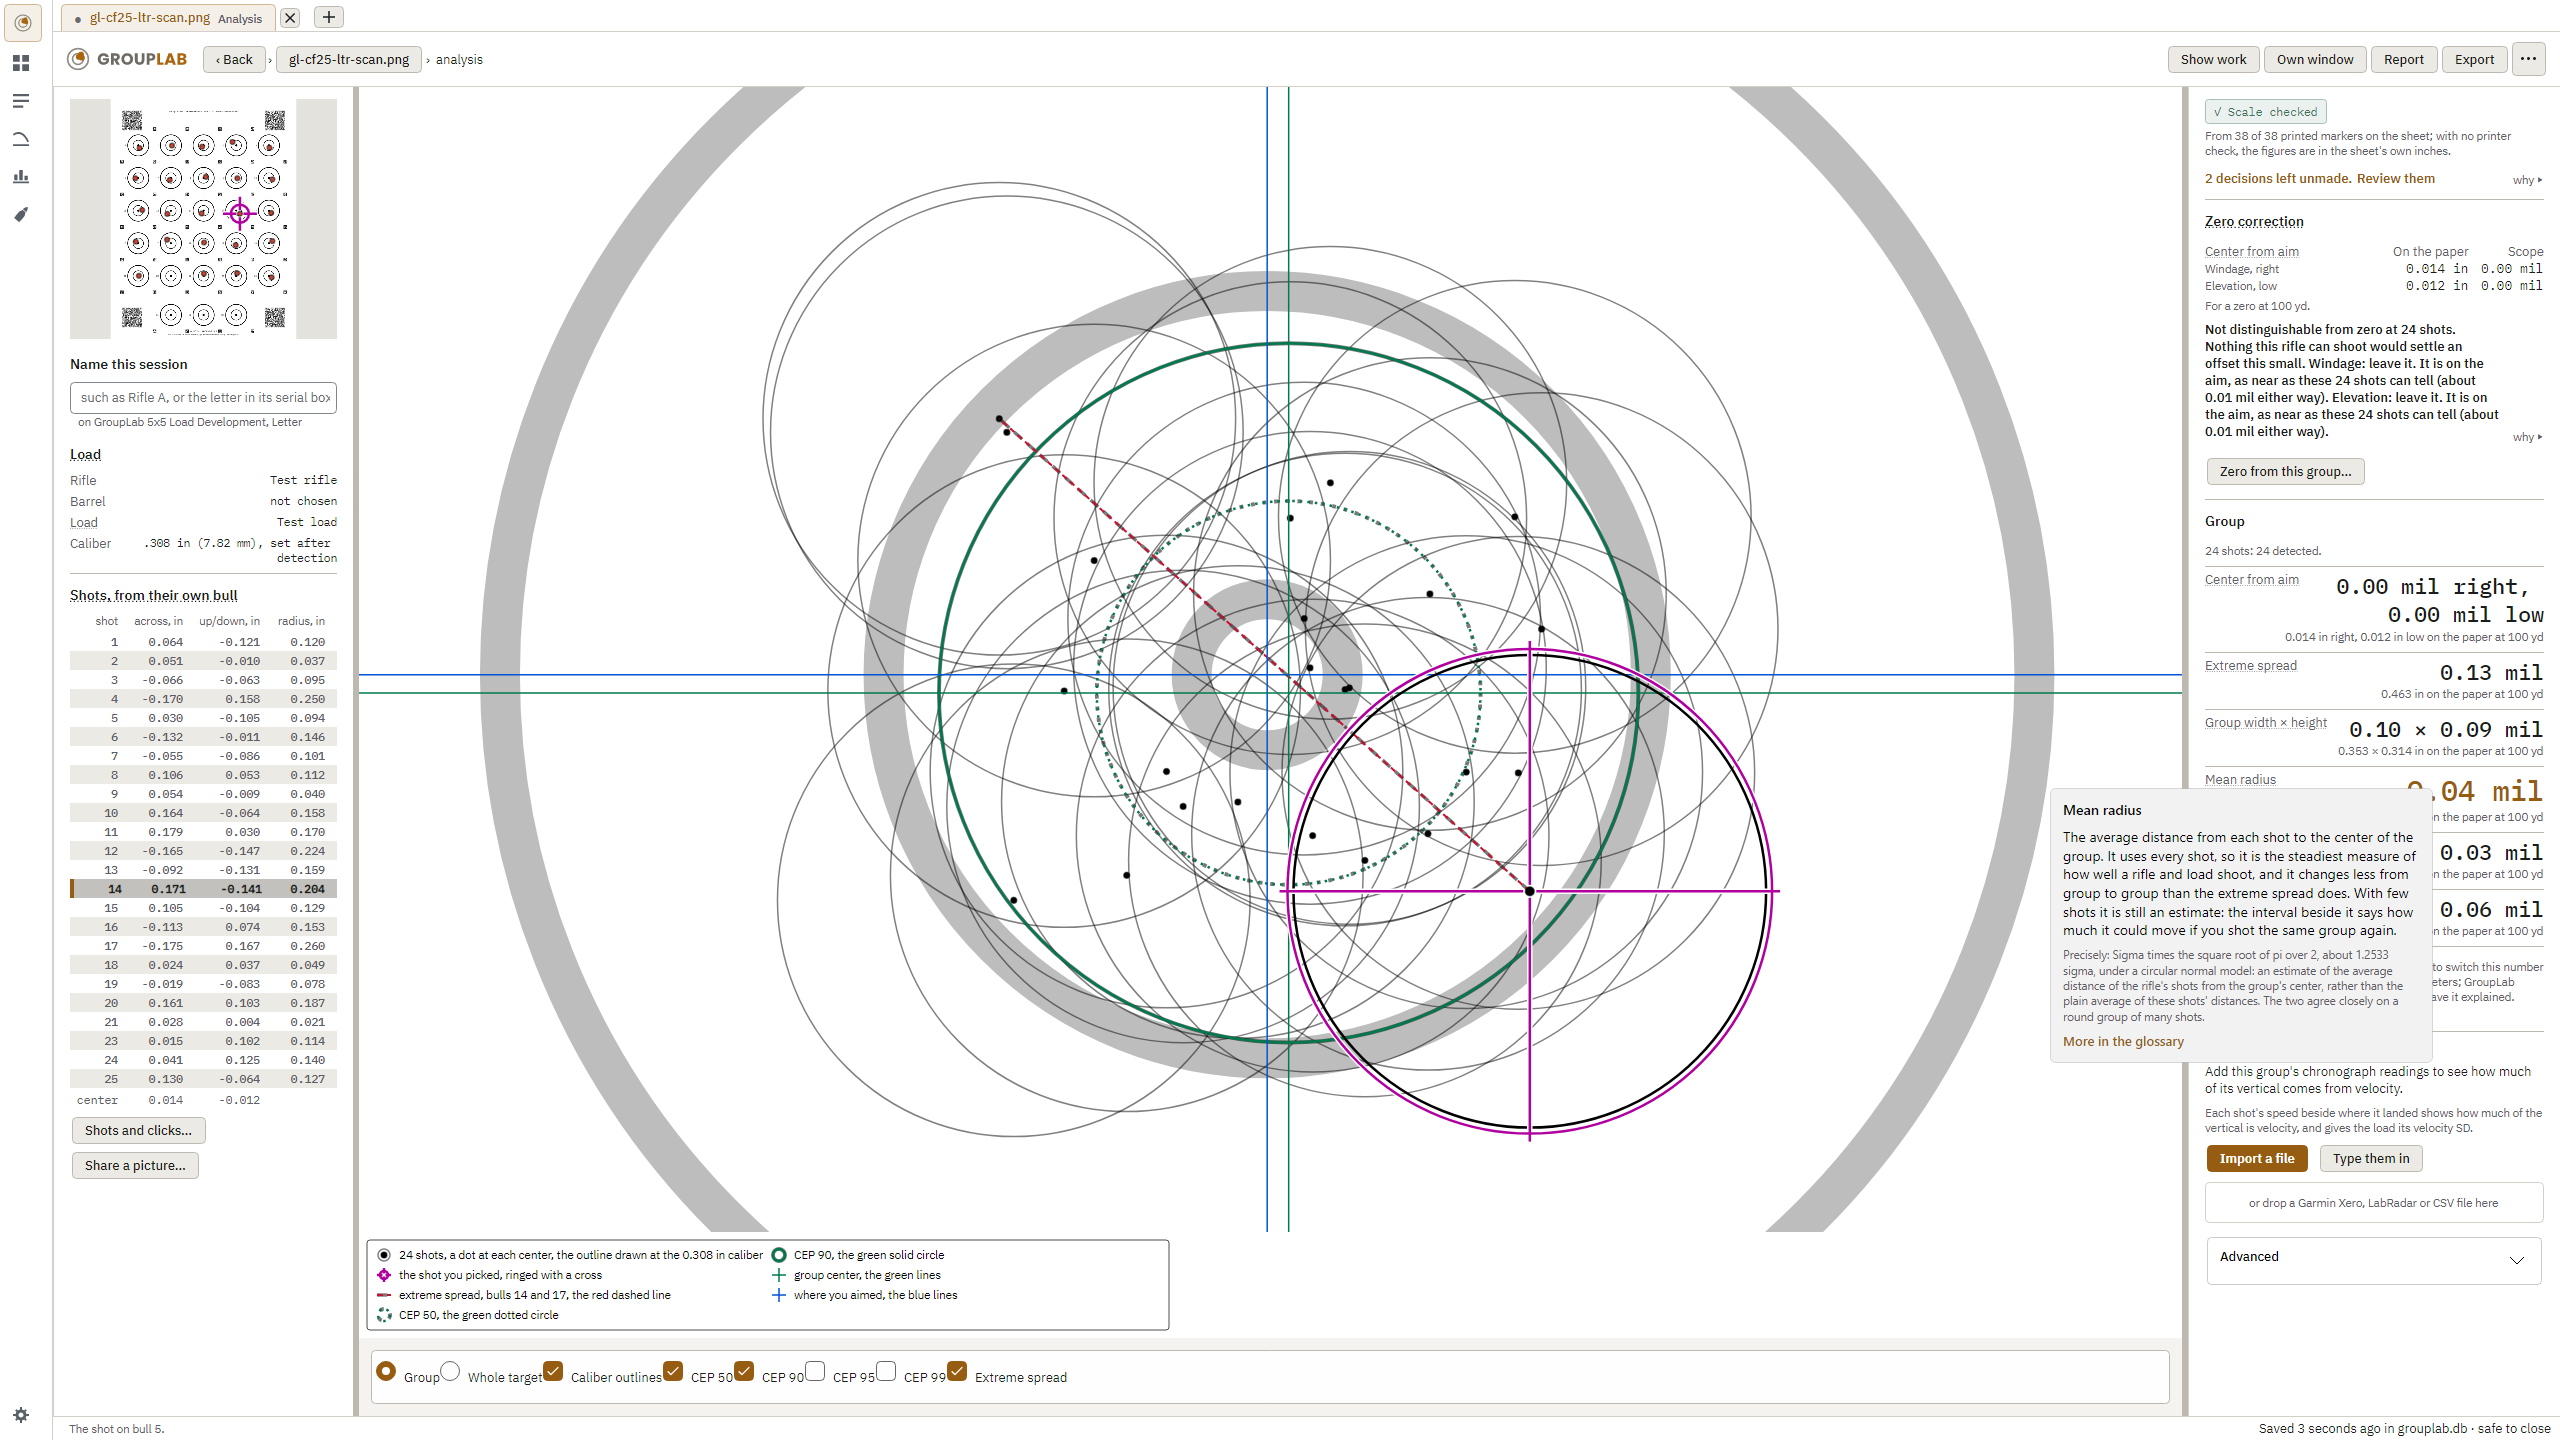 gl-cf25-ltr-scan.png Analysis
GROUPLAB
‹ Back › gl-cf25-ltr-scan.png › analysis
Show work Own window Report Export
Name this session
such as Rifle A, or the letter in its serial box
on GroupLab 5x5 Load Development, Letter
Load
Rifle Test rifle
Barrel not chosen
Load Test load
Caliber .308 in (7.82 mm), set after
detection
Shots, from their own bull
shot across, in up/down, in radius, in
1 0.064 -0.121 0.120
2 0.051 -0.010 0.037
3 -0.066 -0.063 0.095
4 -0.170 0.158 0.250
5 0.030 -0.105 0.094
6 -0.132 -0.011 0.146
7 -0.055 -0.086 0.101
8 0.106 0.053 0.112
9 0.054 -0.009 0.040
10 0.164 -0.064 0.158
11 0.179 0.030 0.170
12 -0.165 -0.147 0.224
13 -0.092 -0.131 0.159
14 0.171 -0.141 0.204
15 0.105 -0.104 0.129
16 -0.113 0.074 0.153
17 -0.175 0.167 0.260
18 0.024 0.037 0.049
19 -0.019 -0.083 0.078
20 0.161 0.103 0.187
21 0.028 0.004 0.021
23 0.015 0.102 0.114
24 0.041 0.125 0.140
25 0.130 -0.064 0.127
center 0.014 -0.012
Shots and clicks...
Share a picture...
24 shots, a dot at each center, the outline drawn at the 0.308 in caliber
the shot you picked, ringed with a cross
extreme spread, bulls 14 and 17, the red dashed line
CEP 50, the green dotted circle
CEP 90, the green solid circle
group center, the green lines
where you aimed, the blue lines
Group Whole target Caliber outlines CEP 50 CEP 90 CEP 95 CEP 99 Extreme spread
√ Scale checked
From 38 of 38 printed markers on the sheet; with no printer
check, the figures are in the sheet's own inches.
2 decisions left unmade. Review them why ▸
Zero correction
Center from aim On the paper Scope
Windage, right 0.014 in 0.00 mil
Elevation, low 0.012 in 0.00 mil
For a zero at 100 yd.
Not distinguishable from zero at 24 shots.
Nothing this rifle can shoot would settle an
offset this small. Windage: leave it. It is on the
aim, as near as these 24 shots can tell (about
0.01 mil either way). Elevation: leave it. It is on
the aim, as near as these 24 shots can tell (about
0.01 mil either way). why ▸
Zero from this group...
Group
24 shots: 24 detected.
Center from aim 0.00 mil right,
0.00 mil low
0.014 in right, 0.012 in low on the paper at 100 yd
Extreme spread 0.13 mil
0.463 in on the paper at 100 yd
Group width × height 0.10 × 0.09 mil
0.353 × 0.314 in on the paper at 100 yd
Mean radius .04 mil
n the paper at 100 yd
0.03 mil
n the paper at 100 yd
0.06 mil
n the paper at 100 yd
to switch this number
eters; GroupLab
ave it explained.
Mean radius
The average distance from each shot to the center of the
group. It uses every shot, so it is the steadiest measure of
how well a rifle and load shoot, and it changes less from
group to group than the extreme spread does. With few
shots it is still an estimate: the interval beside it says how
much it could move if you shot the same group again.
Precisely: Sigma times the square root of pi over 2, about 1.2533
sigma, under a circular normal model: an estimate of the average
distance of the rifle's shots from the group's center, rather than the
plain average of these shots' distances. The two agree closely on a
round group of many shots.
More in the glossary
Add this group's chronograph readings to see how much
of its vertical comes from velocity.
Each shot's speed beside where it landed shows how much of the
vertical is velocity, and gives the load its velocity SD.
Import a file Type them in
or drop a Garmin Xero, LabRadar or CSV file here
Advanced
The shot on bull 5.
Saved 3 seconds ago in grouplab.db · safe to close